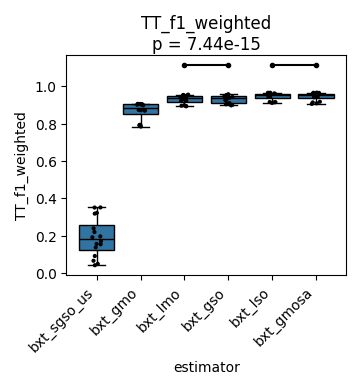 TT_f1_weighted
p = 7.44e-15
TT_f1_weighted
1.0
0.8
0.6
0.4
0.2
0.0
bxt_sgso_us
bxt_gmo
bxt_lmo
bxt_gso
bxt_lso
bxt_gmosa
estimator